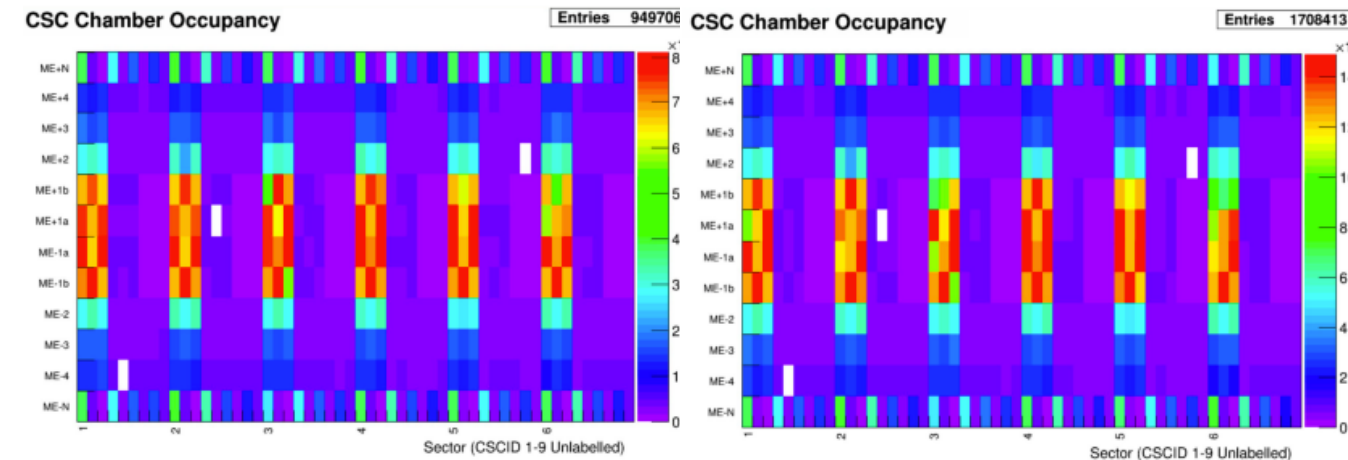 CSC Chamber Occupancy
Entries 949706
ME+N
ME+4
ME+3
ME+2
ME+1b
ME+1a
ME-1a
ME-1b
ME-2
ME-3
ME-4
ME-N
1 2 3 4 5 6
Sector (CSCID 1-9 Unlabelled)
×
8
7
6
5
4
3
2
1
0
CSC Chamber Occupancy
Entries 1708413
ME+N
ME+4
ME+3
ME+2
ME+1b
ME+1a
ME-1a
ME-1b
ME-2
ME-3
ME-4
ME-N
1 2 3 4 5 6
Sector (CSCID 1-9 Unlabelled)
×1
1
1
1
8
6
4
2
0